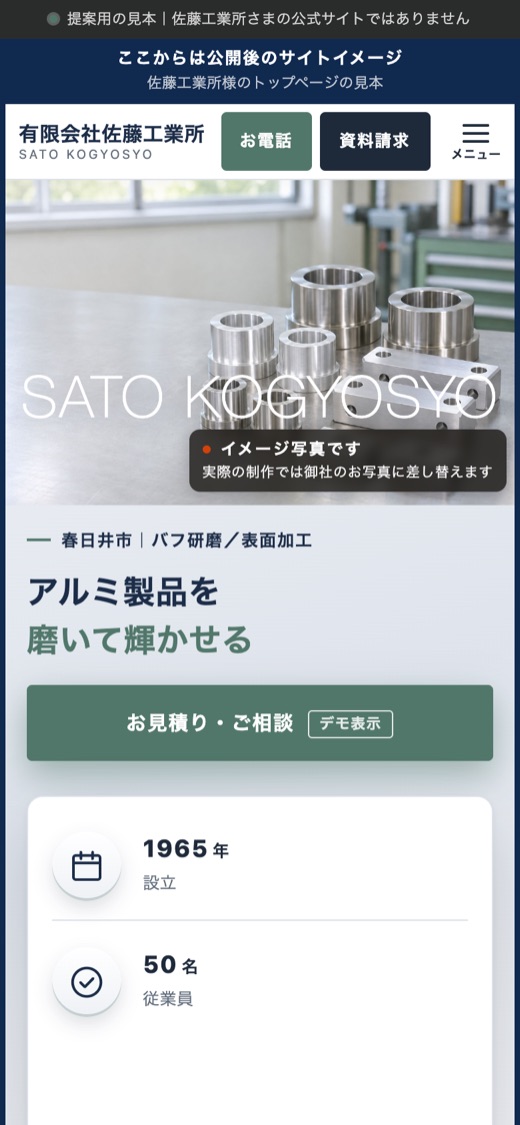 提案用の見本｜佐藤工業所さまの公式サイトではありません
ここからは公開後のサイトイメージ
佐藤工業所様のトップページの見本
有限会社佐藤工業所
SATO KOGYOSYO
お電話
資料請求
メニュー
SATO KOGYOSYO
イメージ写真です
実際の制作では御社のお写真に差し替えます
春日井市｜バフ研磨／表面加工
アルミ製品を
磨いて輝かせる
お見積り・ご相談 デモ表示
1965 年
設立
50 名
従業員